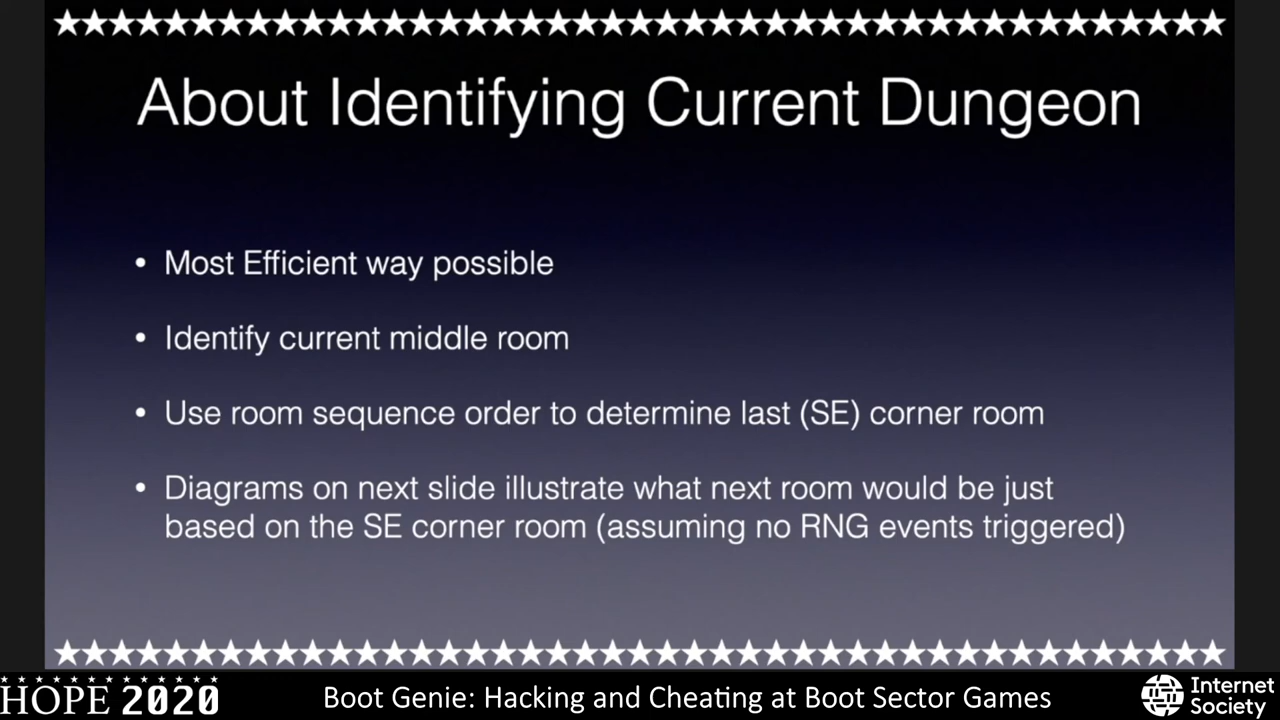 About Identifying Current Dungeon
• Most Efficient way possible
• Identify current middle room
• Use room sequence order to determine last (SE) corner room
• Diagrams on next slide illustrate what next room would be just
based on the SE corner room (assuming no RNG events triggered)
HOPE 2020
Boot Genie: Hacking and Cheating at Boot Sector Games
Internet
Society